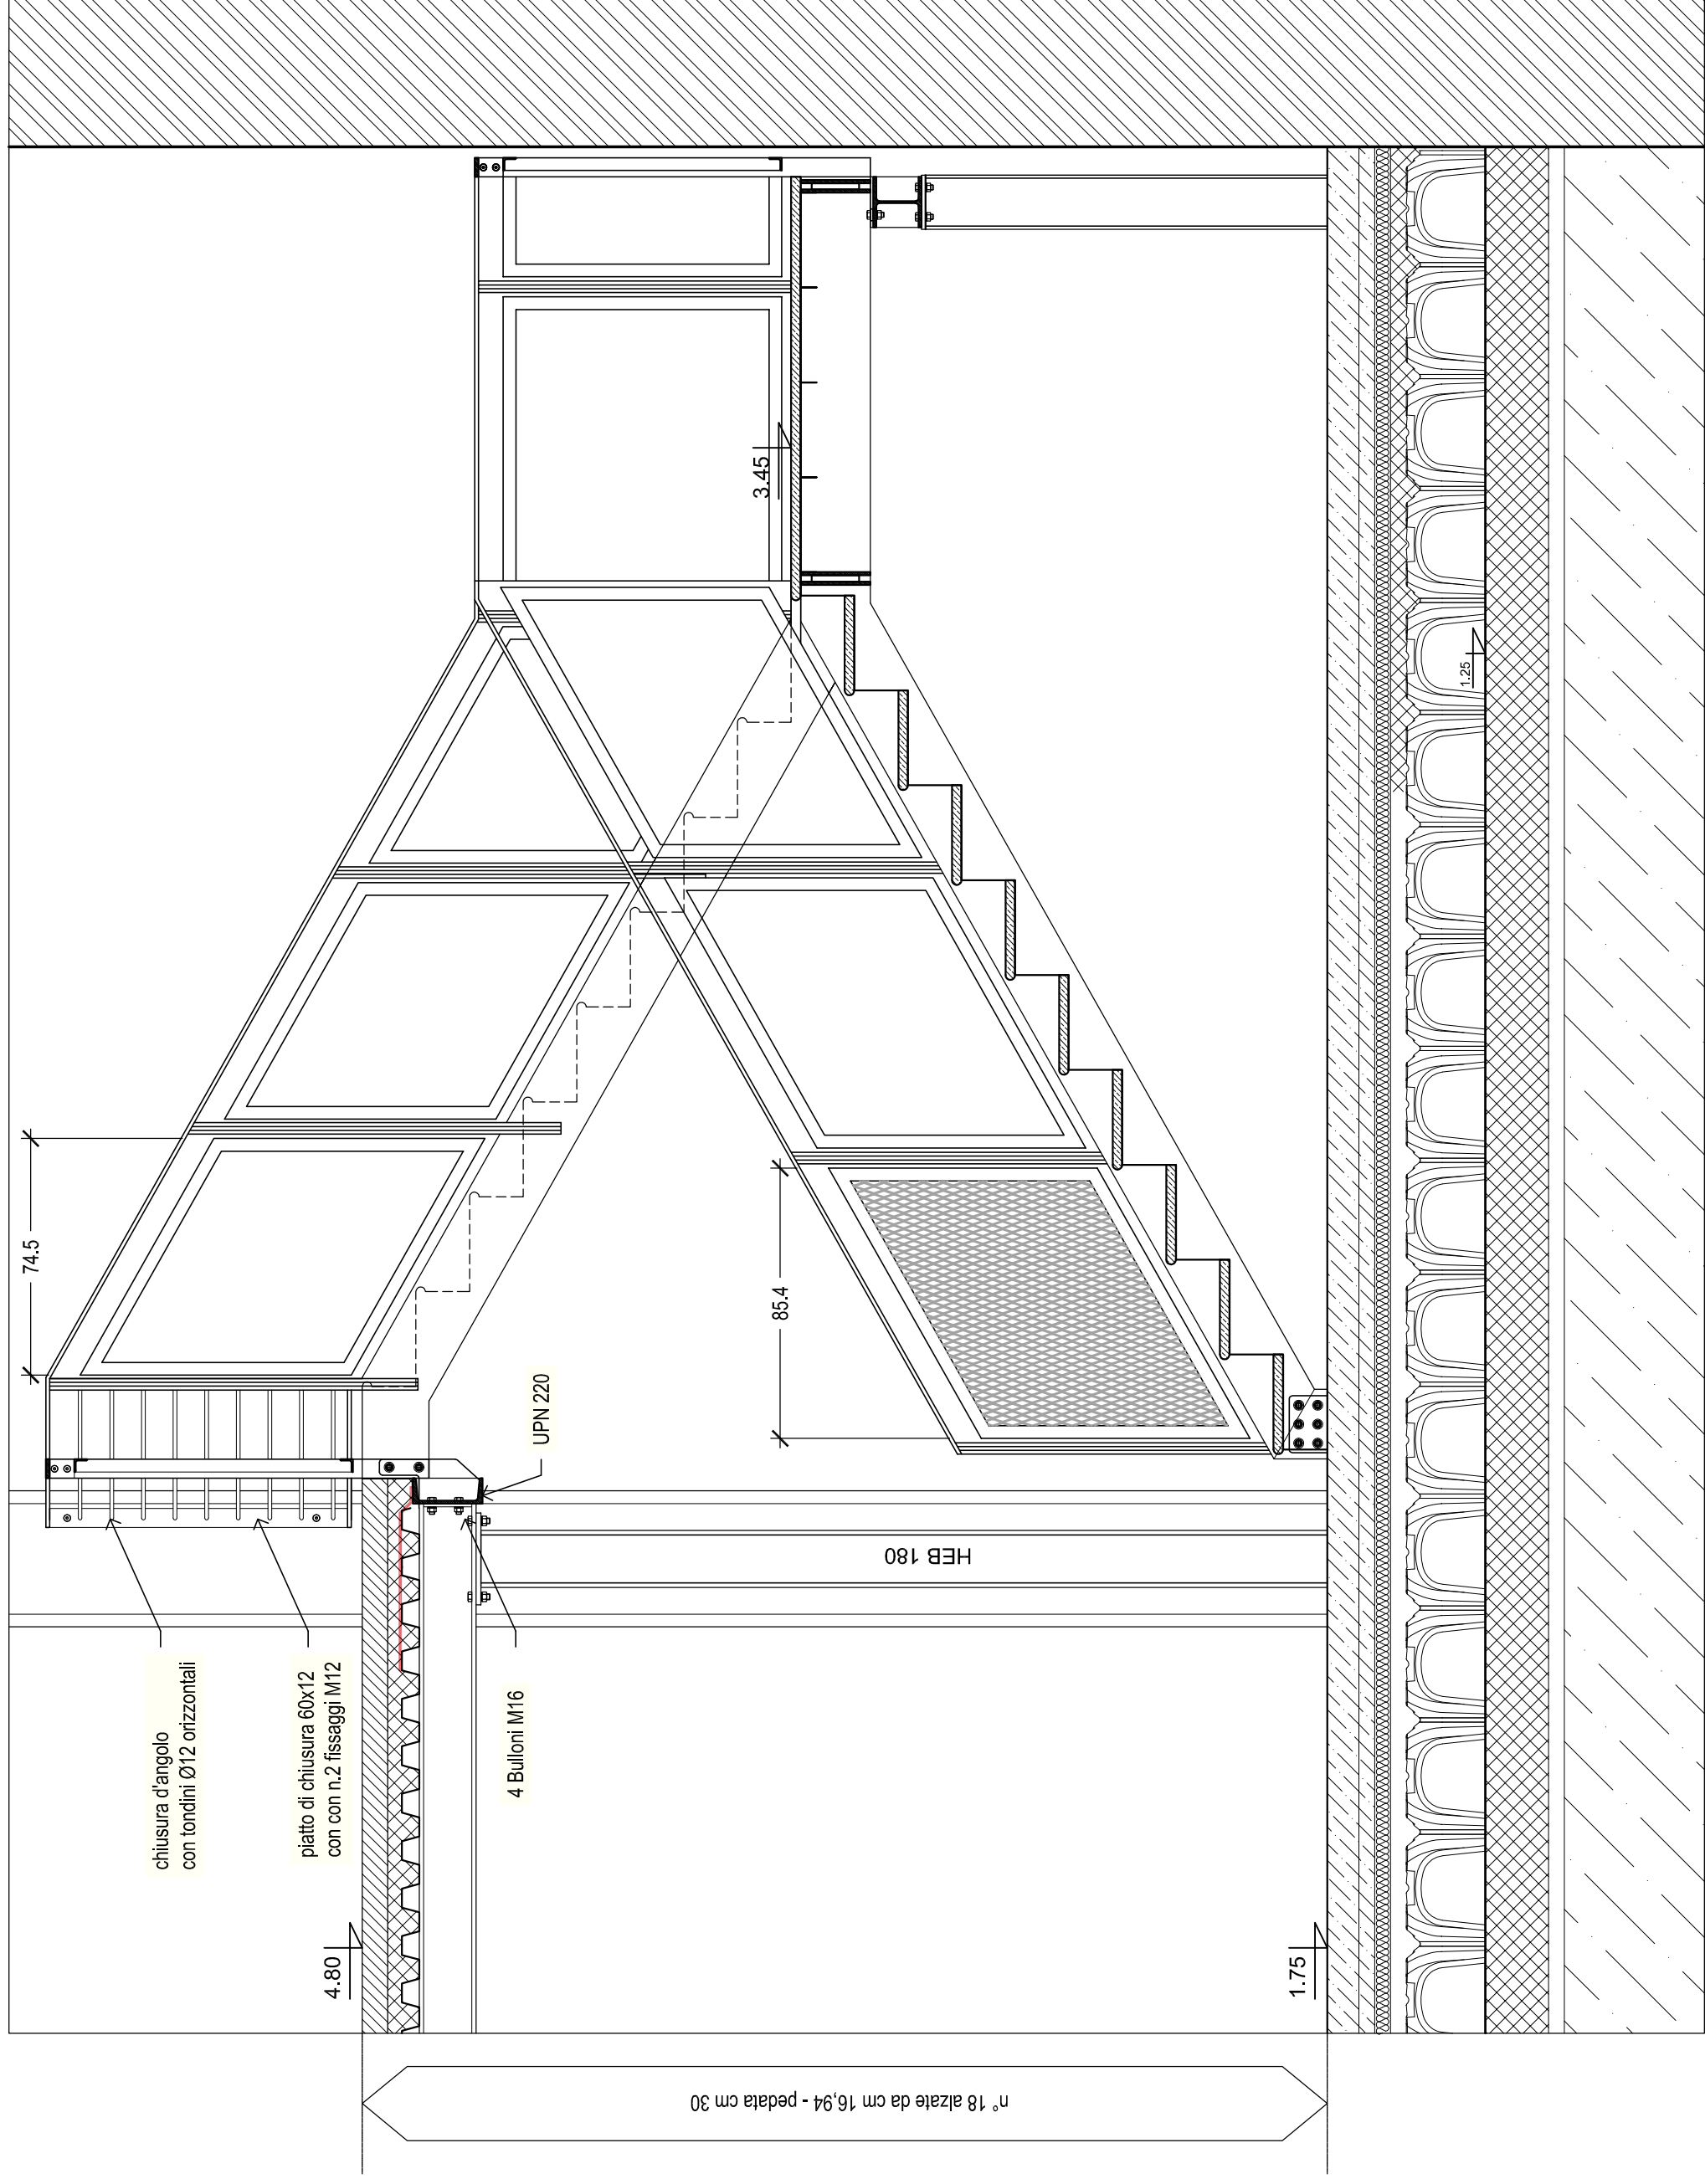 74.5
chiusura d'angolo
con tondini Ø12 orizzontali
piatto di chiusura 60x12
con con n.2 fissaggi M12
4 Bulloni M16
UPN 220
3.45
85.4
HEB 180
4.80
1.75
1.25
n° 18 alzate da cm 16,94 - pedata cm 30